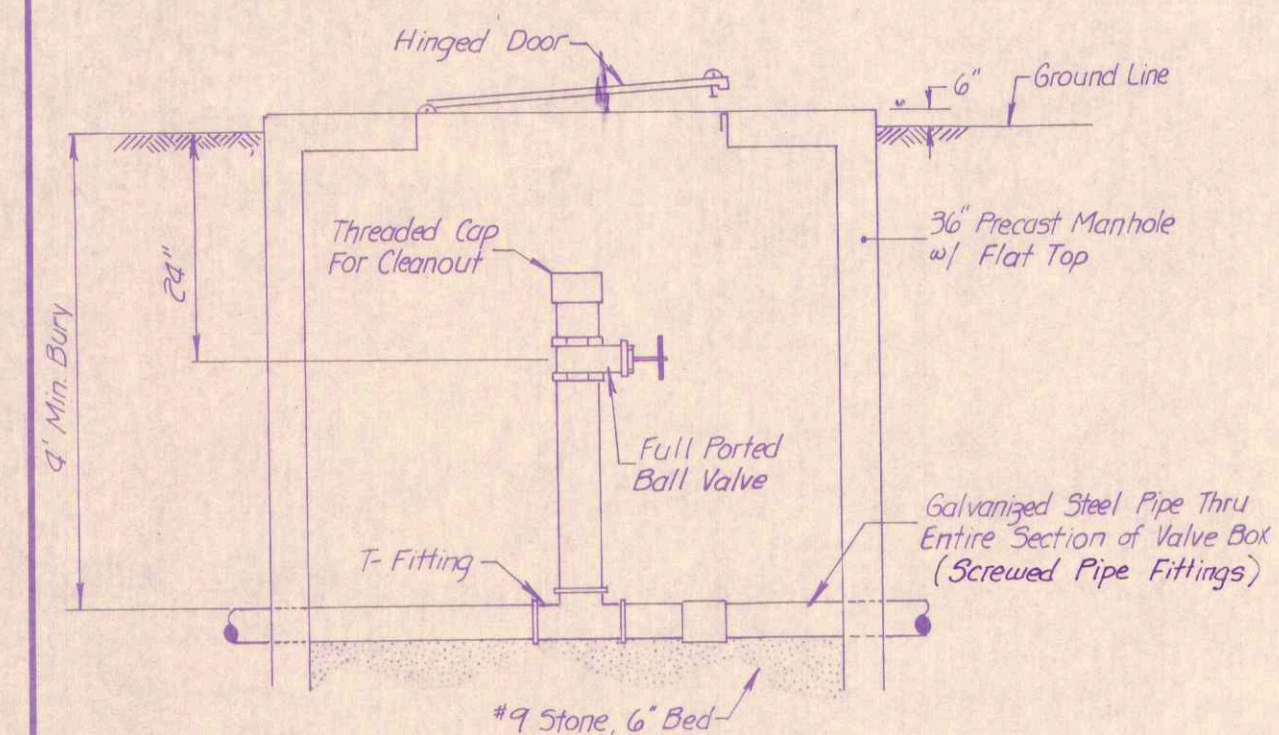 Hinged Door
6"
Ground Line
36" Precast Manhole
w/ Flat Top
Threaded Cap
For Cleanout
24"
4' Min. Bury
Full Ported
Ball Valve
Galvanized Steel Pipe Thru
Entire Section of Valve Box
(Screwed Pipe Fittings)
T-Fitting
#9 Stone, 6" Bed